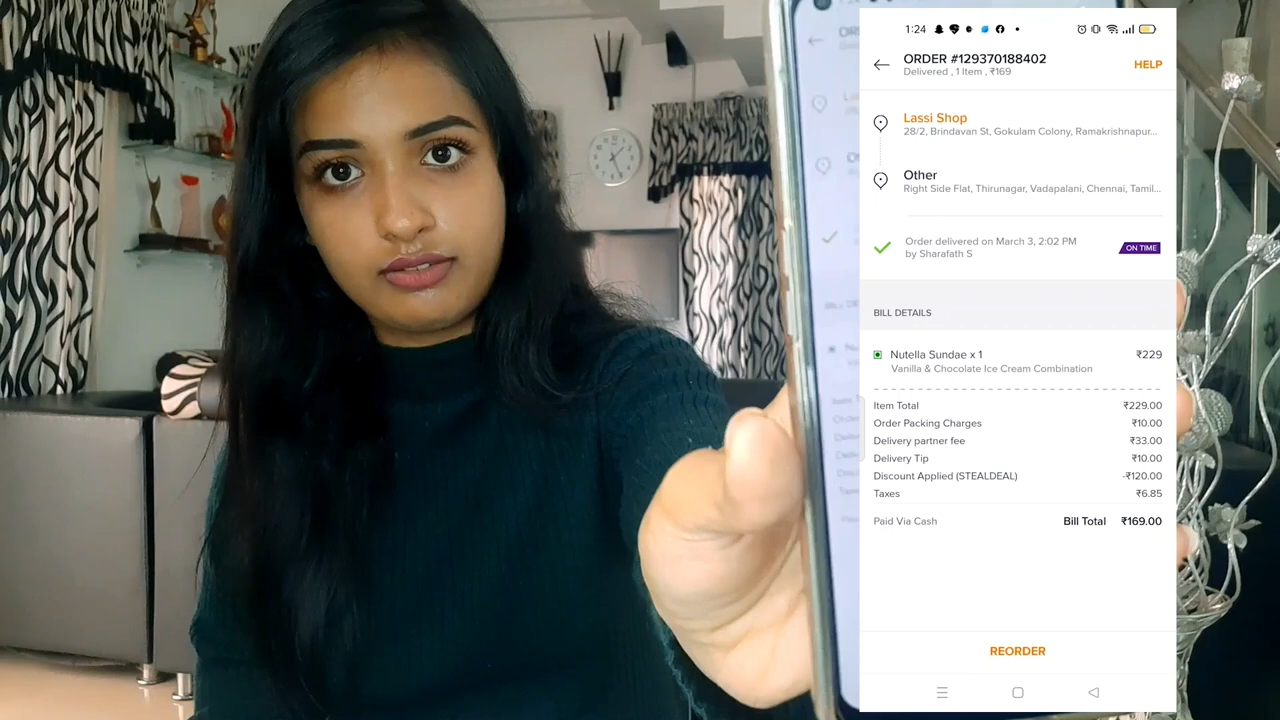 1:24
ORDER #129370188402
Delivered , 1 Item , ₹169
HELP
Lassi Shop
28/2, Brindavan St, Gokulam Colony, Ramakrishnapur...
Other
Right Side Flat, Thirunagar, Vadapalani, Chennai, Tamil...
Order delivered on March 3, 2:02 PM
by Sharafath S
ON TIME
BILL DETAILS
Nutella Sundae x 1 ₹229
Vanilla & Chocolate Ice Cream Combination
Item Total ₹229.00
Order Packing Charges ₹10.00
Delivery partner fee ₹33.00
Delivery Tip ₹10.00
Discount Applied (STEALDEAL) -₹120.00
Taxes ₹6.85
Paid Via Cash Bill Total ₹169.00
REORDER